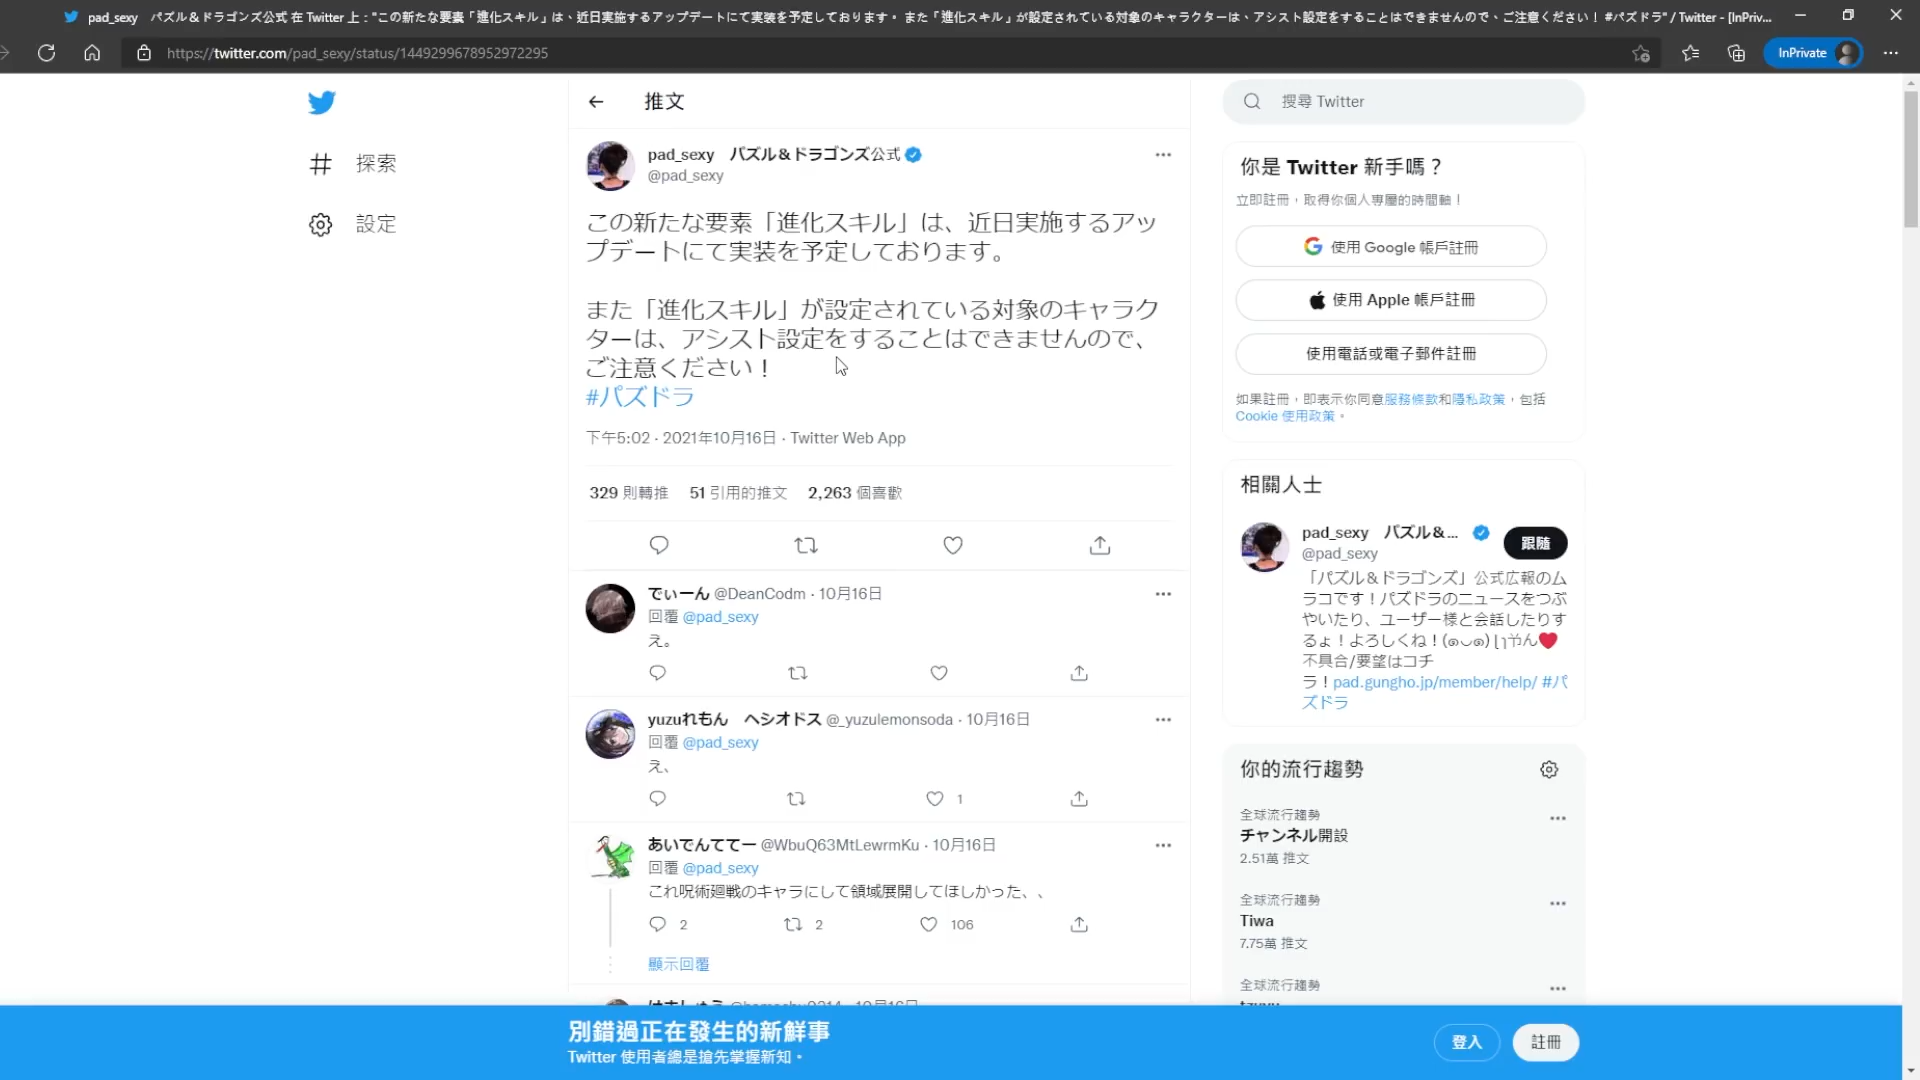 pad_sexy　パズル＆ドラゴンズ公式 在 Twitter 上："この新たな要素「進化スキル」は、近日実施するアップデートにて実装を予定しております。 また「進化スキル」が設定されている対象のキャラクターは、アシスト設定をすることはできませんので、ご注意ください！ #パズドラ" / Twitter - [InPriv...
https://twitter.com/pad_sexy/status/1449299678952972295
InPrivate
推文
搜尋 Twitter
探索
設定
pad_sexy　パズル＆ドラゴンズ公式
@pad_sexy
この新たな要素「進化スキル」は、近日実施するアッ
プデートにて実装を予定しております。
また「進化スキル」が設定されている対象のキャラク
ターは、アシスト設定をすることはできませんので、
ご注意ください！
#パズドラ
下午5:02 · 2021年10月16日 · Twitter Web App
329 則轉推 51 引用的推文 2,263 個喜歡
でぃーん @DeanCodm · 10月16日
回覆 @pad_sexy
え。
yuzuれもん　ヘシオドス @_yuzulemonsoda · 10月16日
回覆 @pad_sexy
え、
1
あいでんててー @WbuQ63MtLewrmKu · 10月16日
回覆 @pad_sexy
これ呪術廻戦のキャラにして領域展開してほしかった、、
2 2 106
顯示回覆
你是 Twitter 新手嗎？
立即註冊，取得你個人專屬的時間軸！
使用 Google 帳戶註冊
使用 Apple 帳戶註冊
使用電話或電子郵件註冊
如果註冊，即表示你同意服務條款和隱私政策，包括
Cookie 使用政策。
相關人士
pad_sexy　パズル＆...
跟隨
@pad_sexy
「パズル＆ドラゴンズ」公式広報のム
ラコです！パズドラのニュースをつぶ
やいたり、ユーザー様と会話したりす
るょ！よろしくね！
不具合/要望はコチ
ラ！pad.gungho.jp/member/help/ #パ
ズドラ
你的流行趨勢
全球流行趨勢
チャンネル開設
2.51萬 推文
全球流行趨勢
Tiwa
7.75萬 推文
全球流行趨勢
別錯過正在發生的新鮮事
Twitter 使用者總是搶先掌握新知。
登入
註冊